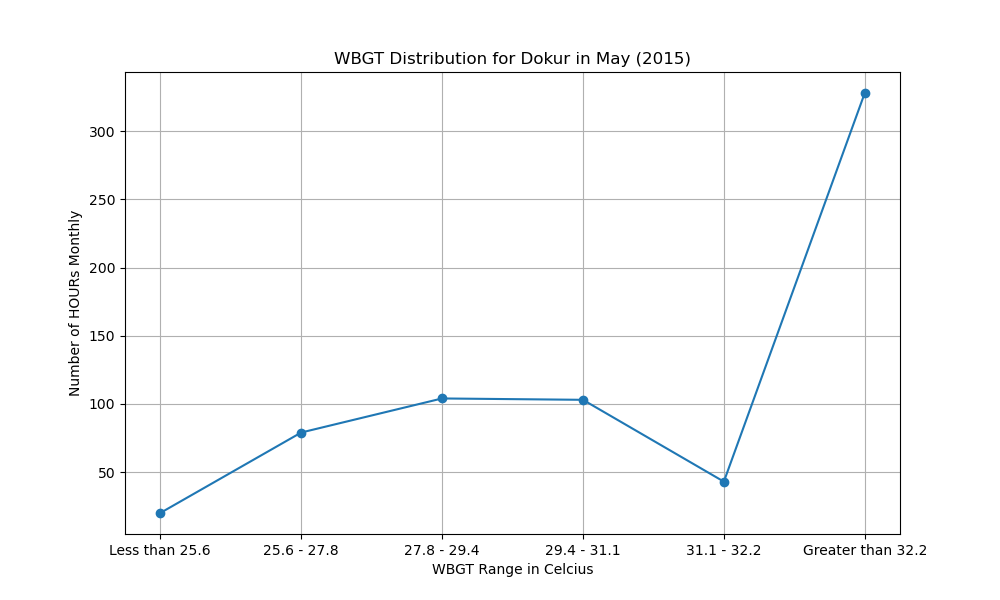 WBGT Distribution for Dokur in May (2015)
Number of HOURs Monthly
300
250
200
150
100
50
Less than 25.6
25.6 - 27.8
27.8 - 29.4
29.4 - 31.1
31.1 - 32.2
Greater than 32.2
WBGT Range in Celcius